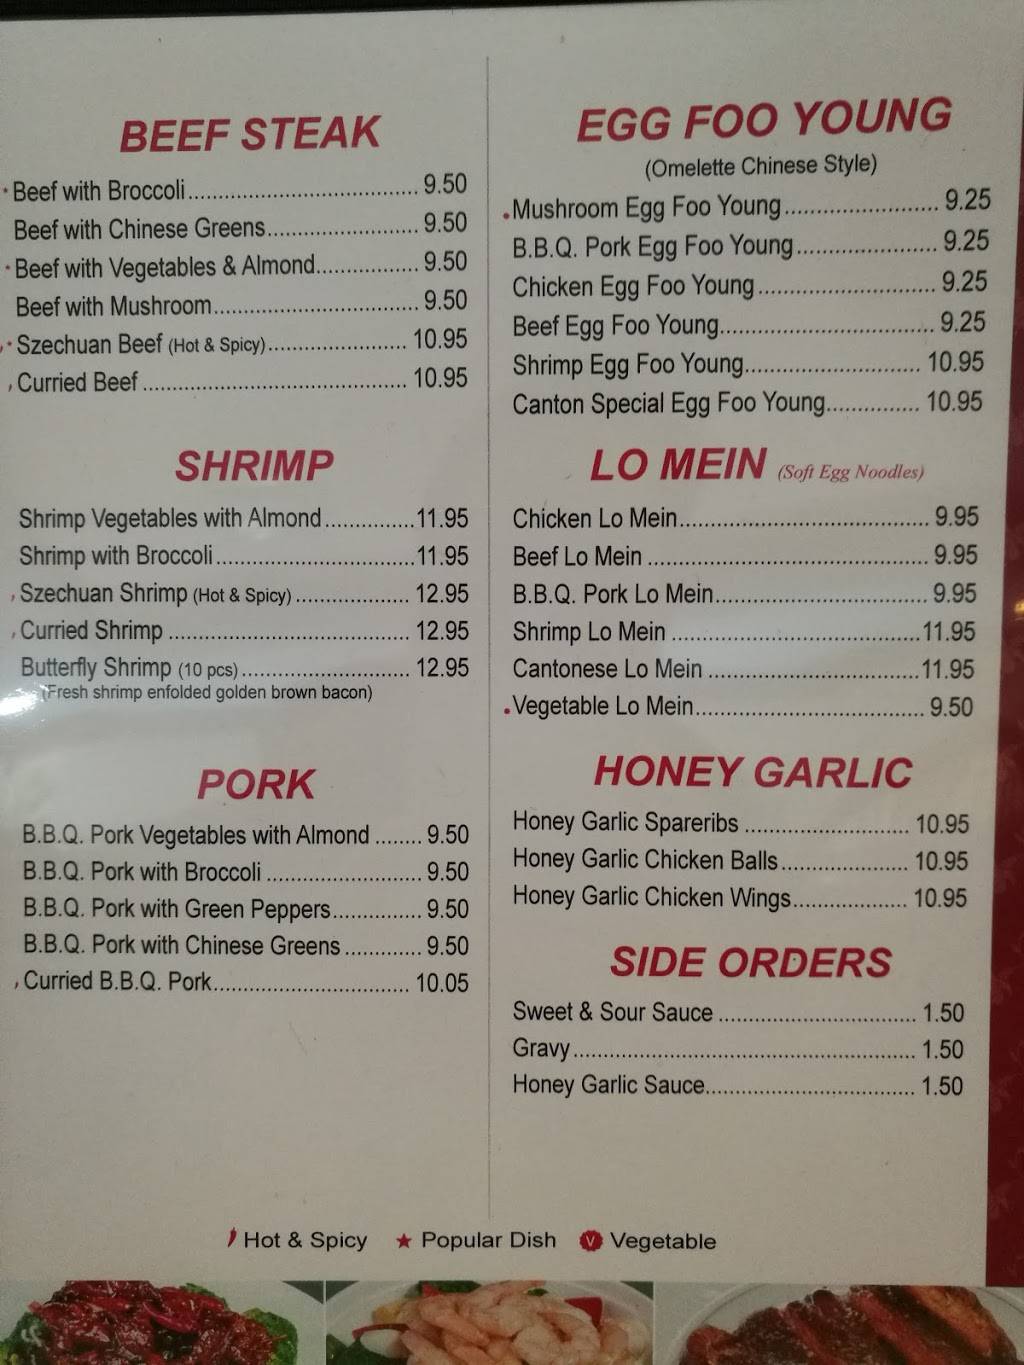 BEEF STEAK
Beef with Broccoli.................................... 9.50
Beef with Chinese Greens........................ 9.50
Beef with Vegetables & Almond................ 9.50
Beef with Mushroom................................ 9.50
Szechuan Beef (Hot & Spicy)...................... 10.95
Curried Beef .......................................... 10.95
SHRIMP
Shrimp Vegetables with Almond..............11.95
Shrimp with Broccoli................................11.95
Szechuan Shrimp (Hot & Spicy) .................. 12.95
Curried Shrimp ...................................... 12.95
Butterfly Shrimp (10 pcs)........................... 12.95
(Fresh shrimp enfolded golden brown bacon)
PORK
B.B.Q. Pork Vegetables with Almond ........ 9.50
B.B.Q. Pork with Broccoli ......................... 9.50
B.B.Q. Pork with Green Peppers.............. 9.50
B.B.Q. Pork with Chinese Greens ............ 9.50
Curried B.B.Q. Pork............................... 10.05
EGG FOO YOUNG
(Omelette Chinese Style)
Mushroom Egg Foo Young........................ 9.25
B.B.Q. Pork Egg Foo Young...................... 9.25
Chicken Egg Foo Young............................ 9.25
Beef Egg Foo Young.................................. 9.25
Shrimp Egg Foo Young............................ 10.95
Canton Special Egg Foo Young............... 10.95
LO MEIN (Soft Egg Noodles)
Chicken Lo Mein........................................ 9.95
Beef Lo Mein ............................................. 9.95
B.B.Q. Pork Lo Mein.................................. 9.95
Shrimp Lo Mein ........................................11.95
Cantonese Lo Mein ..................................11.95
Vegetable Lo Mein..................................... 9.50
HONEY GARLIC
Honey Garlic Spareribs .......................... 10.95
Honey Garlic Chicken Balls.................... 10.95
Honey Garlic Chicken Wings.................. 10.95
SIDE ORDERS
Sweet & Sour Sauce ................................ 1.50
Gravy....................................................... 1.50
Honey Garlic Sauce.................................. 1.50
Hot & Spicy ★ Popular Dish V Vegetable